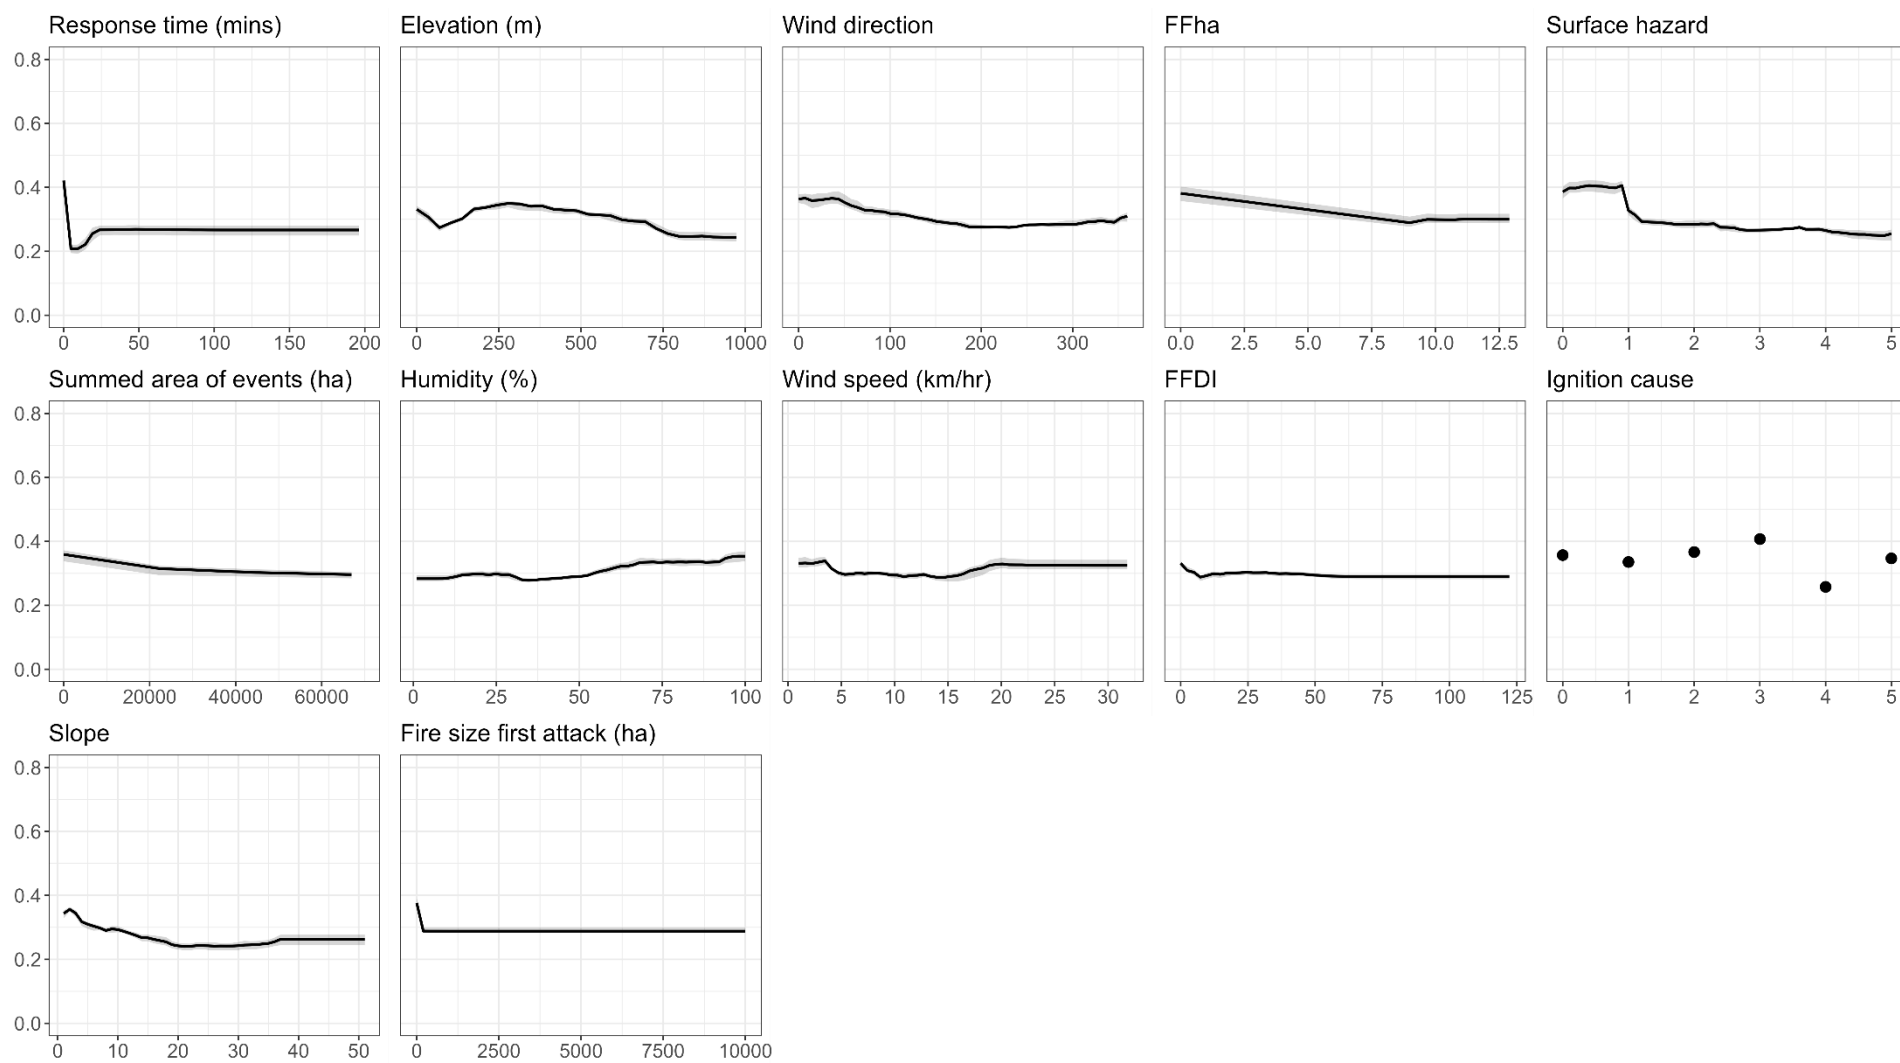 Response time (mins) Elevation (m) Wind direction FFha Surface hazard
0.8
0.6
0.4
0.2
0.0
0 50 100 150 200 0 250 500 750 1000 0 100 200 300 0.0 2.5 5.0 7.5 10.0 12.5 0 1 2 3 4 5
Summed area of events (ha) Humidity (%) Wind speed (km/hr) FFDI Ignition cause
0.8
0.6
0.4
0.2
0.0
0 20000 40000 60000 0 25 50 75 100 0 5 10 15 20 25 30 0 25 50 75 100 125 0 1 2 3 4 5
Slope Fire size first attack (ha)
0.8
0.6
0.4
0.2
0.0
0 10 20 30 40 50 0 2500 5000 7500 10000